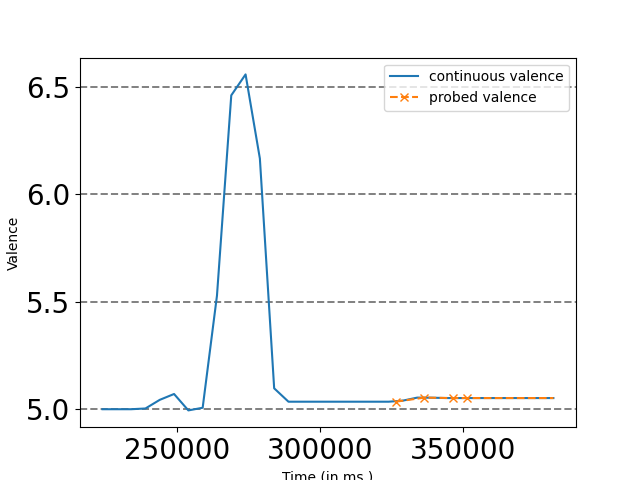 6.5
6.0
5.5
5.0
Valence
continuous valence
probed valence
250000 300000 350000
Time (in ms.)